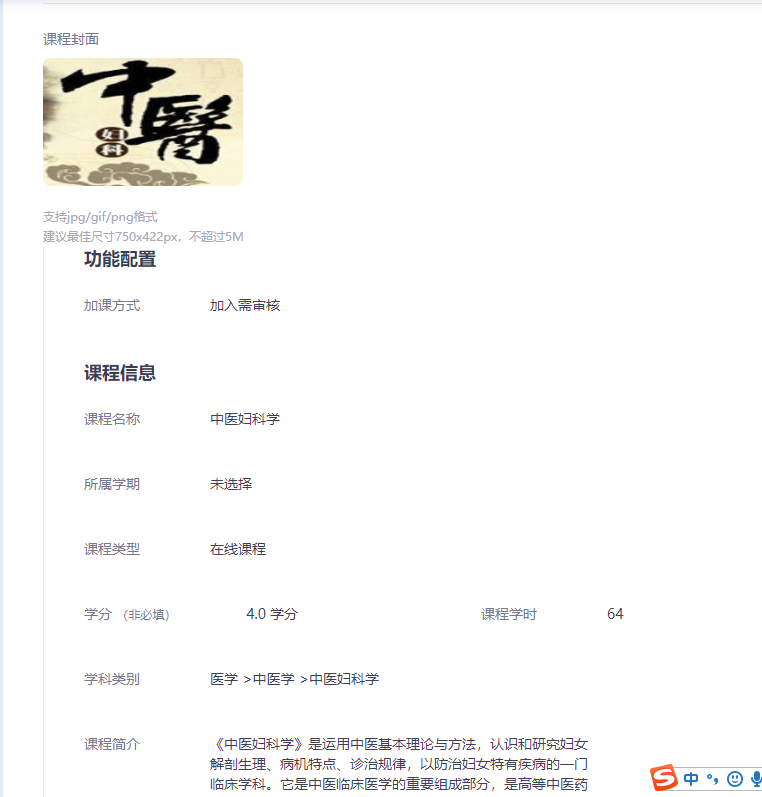 课程封面
中醫
妇科
支持jpg/gif/png格式
建议最佳尺寸750x422px，不超过5M
功能配置
加课方式 加入需审核
课程信息
课程名称 中医妇科学
所属学期 未选择
课程类型 在线课程
学分 （非必填） 4.0 学分 课程学时 64
学科类别 医学 >中医学 >中医妇科学
课程简介 《中医妇科学》是运用中医基本理论与方法，认识和研究妇女
解剖生理、病机特点、诊治规律，以防治妇女特有疾病的一门
临床学科。它是中医临床医学的重要组成部分，是高等中医药
S 中 °,